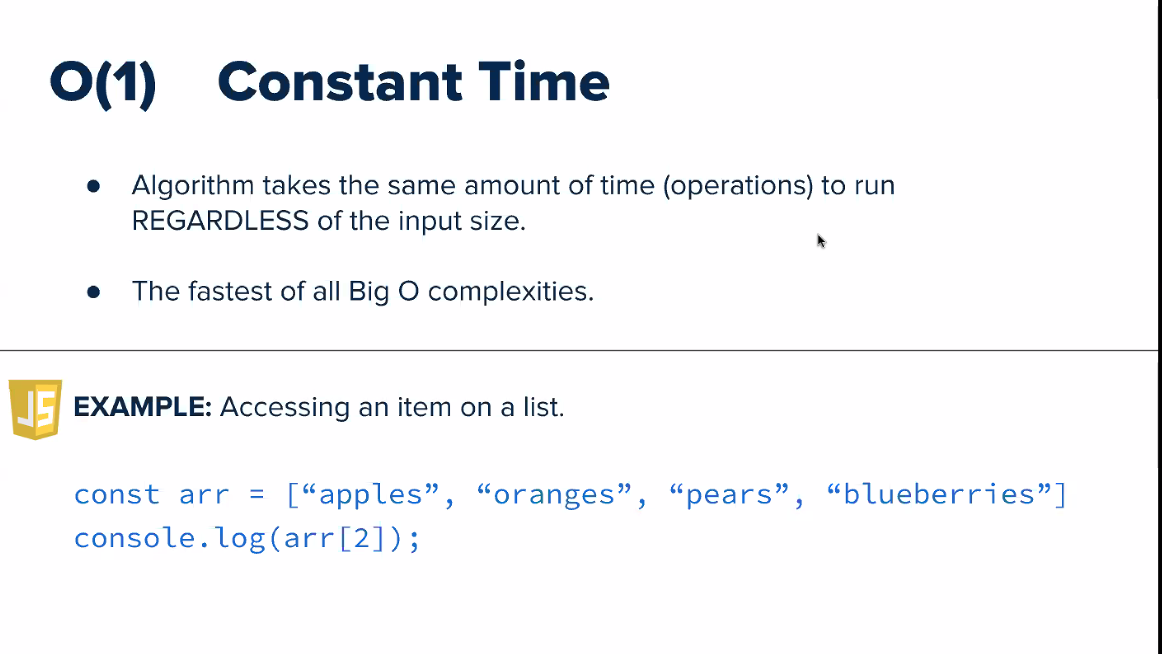 O(1) Constant Time
● Algorithm takes the same amount of time (operations) to run
REGARDLESS of the input size.
● The fastest of all Big O complexities.
JS
EXAMPLE: Accessing an item on a list.
const arr = [“apples”, “oranges”, “pears”, “blueberries”]
console.log(arr[2]);